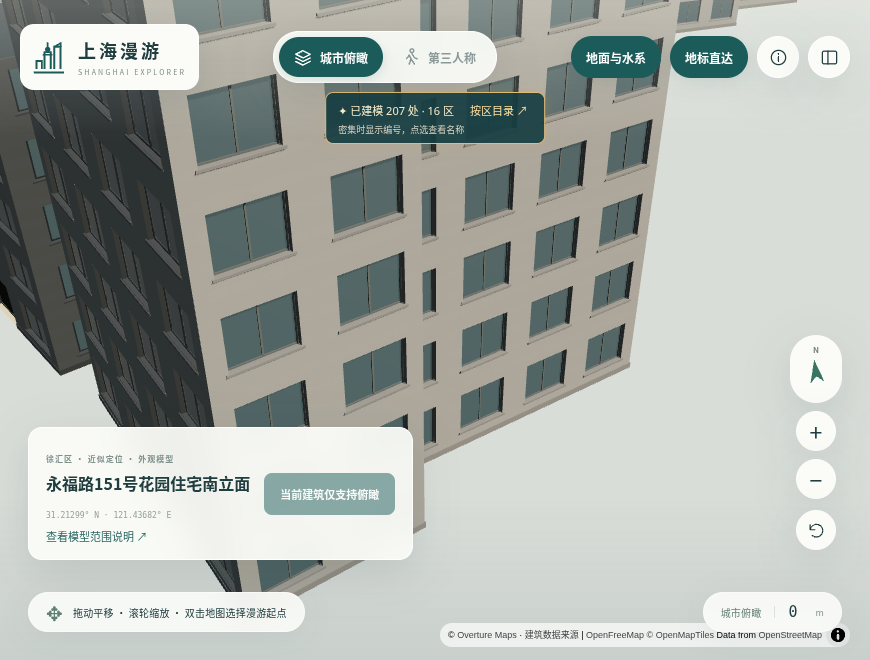 上海漫游
SHANGHAI EXPLORER
城市俯瞰
第三人称
地面与水系
地标直达
✦ 已建模 207 处 · 16 区 按区目录 ↗
密集时显示编号，点选查看名称
N
徐汇区 · 近似定位 · 外观模型
永福路151号花园住宅南立面
当前建筑仅支持俯瞰
31.21299° N · 121.43682° E
查看模型范围说明 ↗
拖动平移 · 滚轮缩放 · 双击地图选择漫游起点
城市俯瞰 0 m
© Overture Maps · 建筑数据来源 | OpenFreeMap © OpenMapTiles Data from OpenStreetMap